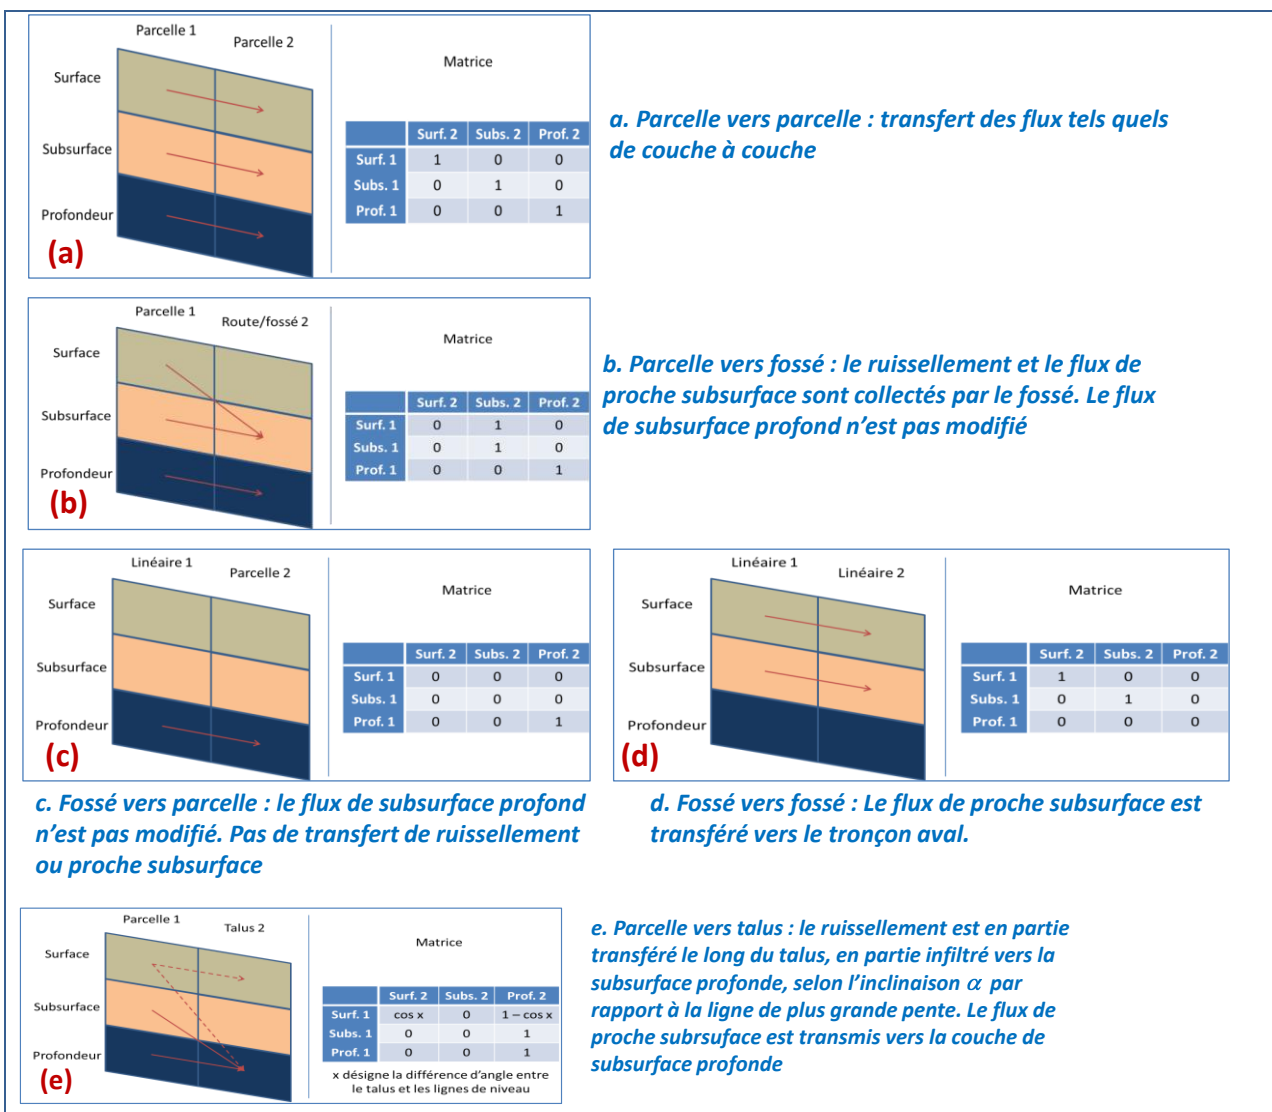 Parcelle 1
Parcelle 2
Surface
Subsurface
Profondeur
(a)
Matrice
Surf. 2 Subs. 2 Prof. 2
Surf. 1 1 0 0
Subs. 1 0 1 0
Prof. 1 0 0 1
a. Parcelle vers parcelle : transfert des flux tels quels
de couche à couche
Parcelle 1
Route/fossé 2
Surface
Subsurface
Profondeur
(b)
Matrice
Surf. 2 Subs. 2 Prof. 2
Surf. 1 0 1 0
Subs. 1 0 1 0
Prof. 1 0 0 1
b. Parcelle vers fossé : le ruissellement et le flux de
proche subsurface sont collectés par le fossé. Le flux
de subsurface profond n’est pas modifié
Linéaire 1
Parcelle 2
Surface
Subsurface
Profondeur
(c)
Matrice
Surf. 2 Subs. 2 Prof. 2
Surf. 1 0 0 0
Subs. 1 0 0 0
Prof. 1 0 0 1
c. Fossé vers parcelle : le flux de subsurface profond
n’est pas modifié. Pas de transfert de ruissellement
ou proche subsurface
Linéaire 1
Linéaire 2
Surface
Subsurface
Profondeur
(d)
Matrice
Surf. 2 Subs. 2 Prof. 2
Surf. 1 1 0 0
Subs. 1 0 1 0
Prof. 1 0 0 0
d. Fossé vers fossé : Le flux de proche subsurface est
transféré vers le tronçon aval.
Parcelle 1
Talus 2
Surface
Subsurface
Profondeur
(e)
Matrice
Surf. 2 Subs. 2 Prof. 2
Surf. 1 cos x 0 1 – cos x
Subs. 1 0 0 1
Prof. 1 0 0 1
x désigne la différence d’angle entre
le talus et les lignes de niveau
e. Parcelle vers talus : le ruissellement est en partie
transféré le long du talus, en partie infiltré vers la
subsurface profonde, selon l’inclinaison α par
rapport à la ligne de plus grande pente. Le flux de
proche subrsuface est transmis vers la couche de
subsurface profonde